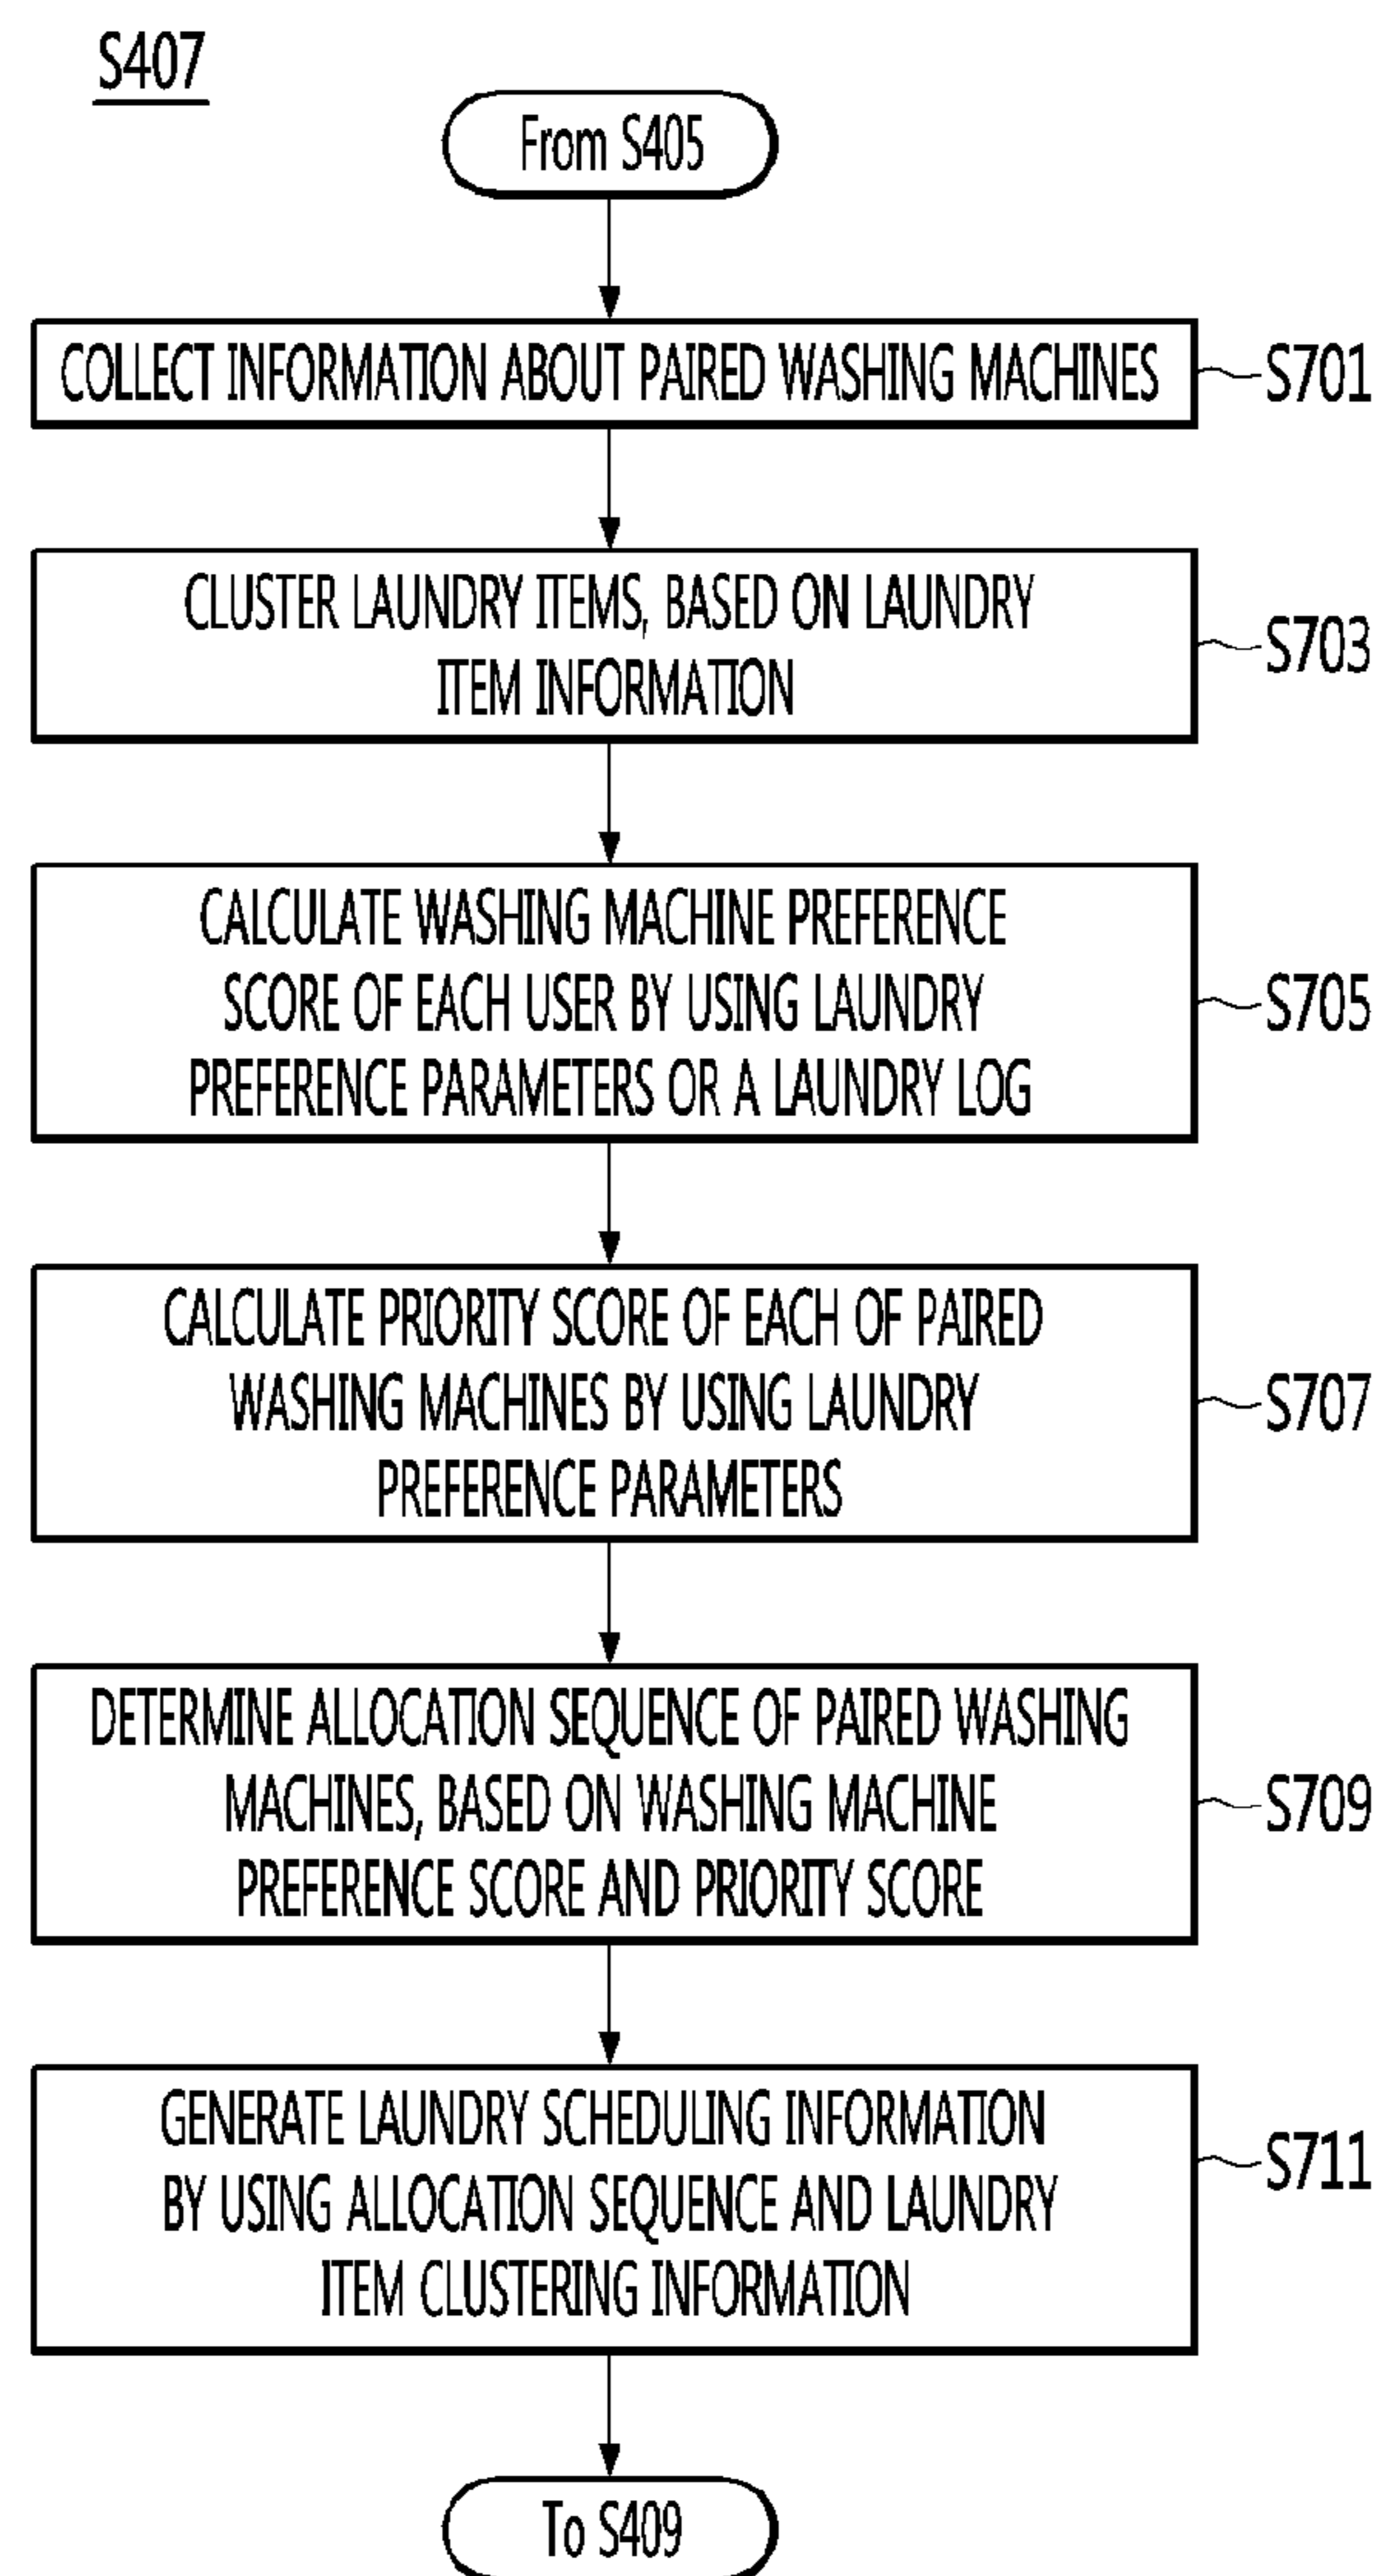 S407
From S405
COLLECT INFORMATION ABOUT PAIRED WASHING MACHINES
S701
CLUSTER LAUNDRY ITEMS, BASED ON LAUNDRY
ITEM INFORMATION
S703
CALCULATE WASHING MACHINE PREFERENCE
SCORE OF EACH USER BY USING LAUNDRY
PREFERENCE PARAMETERS OR A LAUNDRY LOG
S705
CALCULATE PRIORITY SCORE OF EACH OF PAIRED
WASHING MACHINES BY USING LAUNDRY
PREFERENCE PARAMETERS
S707
DETERMINE ALLOCATION SEQUENCE OF PAIRED WASHING
MACHINES, BASED ON WASHING MACHINE
PREFERENCE SCORE AND PRIORITY SCORE
S709
GENERATE LAUNDRY SCHEDULING INFORMATION
BY USING ALLOCATION SEQUENCE AND LAUNDRY
ITEM CLUSTERING INFORMATION
S711
To S409